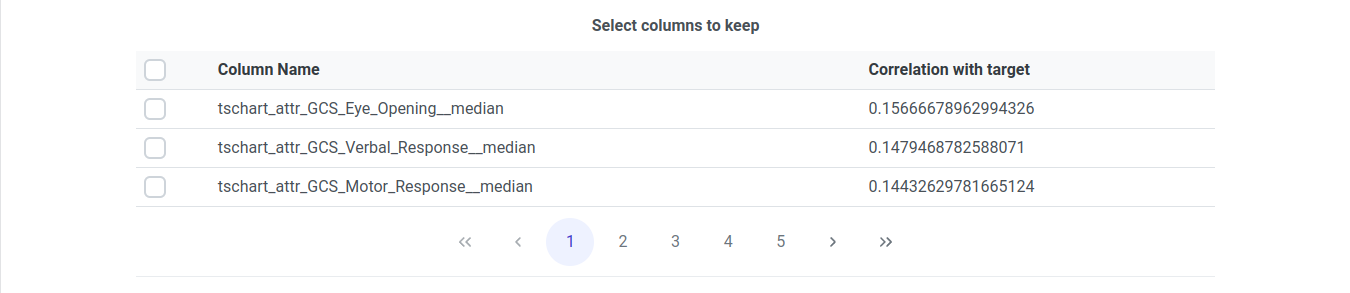 Select columns to keep
Column Name Correlation with target
tschart_attr_GCS_Eye_Opening__median 0.15666678962994326
tschart_attr_GCS_Verbal_Response__median 0.1479468782588071
tschart_attr_GCS_Motor_Response__median 0.14432629781665124
1 2 3 4 5